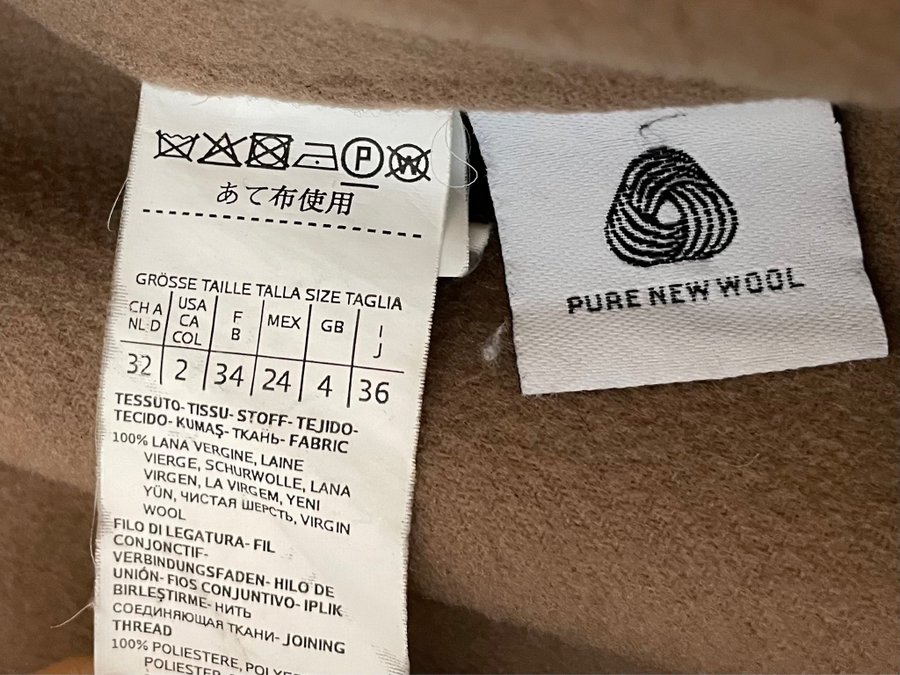 P W
あて布使用
GRÖSSE TAILLE TALLA SIZE TAGLIA
CH A NL D | USA CA COL | F B | MEX | GB | I J
32 | 2 | 34 | 24 | 4 | 36
TESSUTO- TISSU- STOFF- TEJIDO-
TECIDO- KUMAŞ- ТКАНЬ- FABRIC
100% LANA VERGINE, LAINE
VIERGE, SCHURWOLLE, LANA
VIRGEN, LA VIRGEM, YENI
YÜN, ЧИСТАЯ ШЕРСТЬ, VIRGIN
WOOL
FILO DI LEGATURA- FIL
CONJONCTIF-
VERBINDUNGSFADEN- HILO DE
UNIÓN- FIOS CONJUNTIVO- IPLIK
BIRLEŞTIRME- НИТЬ
СОЕДИНЯЮЩАЯ ТКАНИ- JOINING
THREAD
100% POLIESTERE,
POLIESTER
PURE NEW WOOL